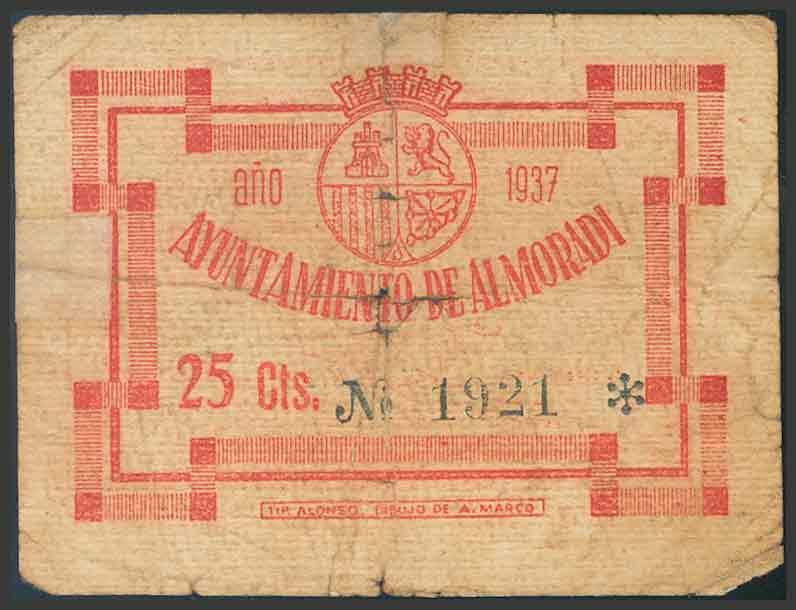 año 1937
AYUNTAMIENTO DE ALMORADI
25 Cts. Nº 1921 *
TIP. ALONSO. DIBUJO DE A. MARCO